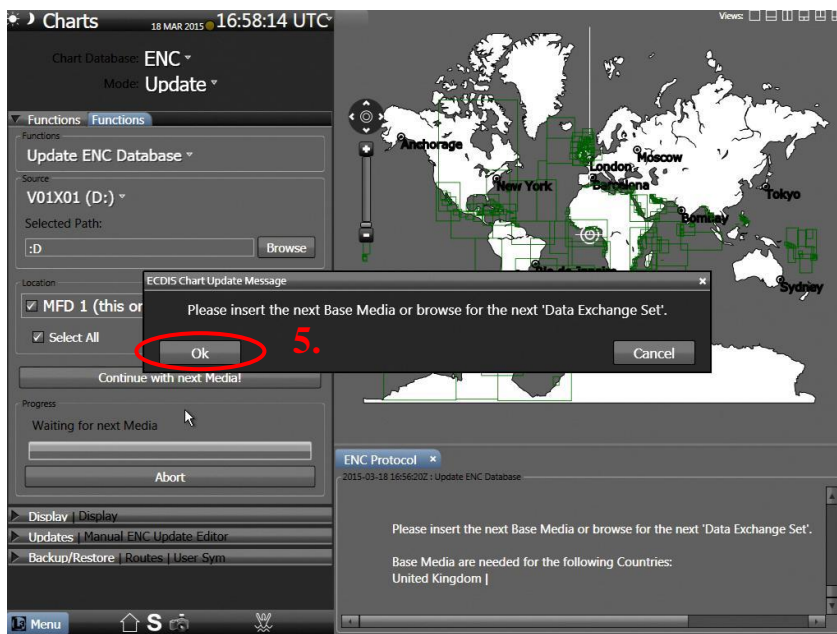 Charts 18 MAR 2015 16:58:14 UTC
Views:
Chart Database: ENC
Mode: Update
Functions Functions
Functions
Update ENC Database
Source
V01X01 (D:)
Selected Path:
:D Browse
Location
MFD 1 (this or
Select All
Continue with next Media!
Progress
Waiting for next Media
Abort
Display | Display
Updates | Manual ENC Update Editor
Backup/Restore | Routes | User Sym
Menu S
Anchorage
New York
London
Moscow
Barcelona
Tokyo
Bombay
Rio de Janeiro
Sydney
ECDIS Chart Update Message
Please insert the next Base Media or browse for the next 'Data Exchange Set'.
Ok 5. Cancel
ENC Protocol
2015-03-18 16:56:20Z : Update ENC Database
Please insert the next Base Media or browse for the next 'Data Exchange Set'.
Base Media are needed for the following Countries:
United Kingdom |